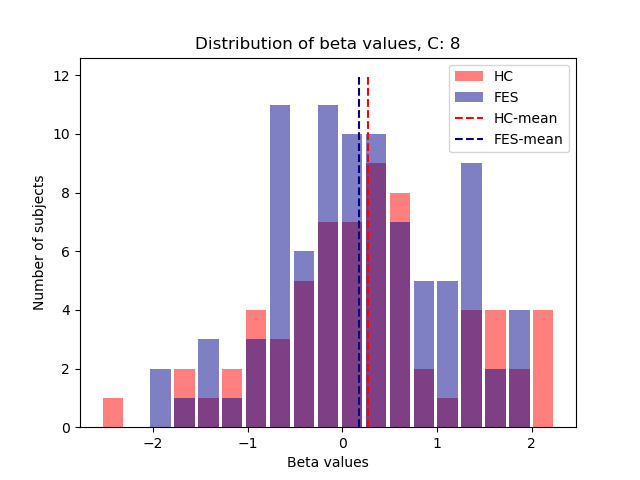 Distribution of beta values, C: 8
HC
FES
HC-mean
FES-mean
Number of subjects
12
10
8
6
4
2
0
−2
−1
0
1
2
Beta values